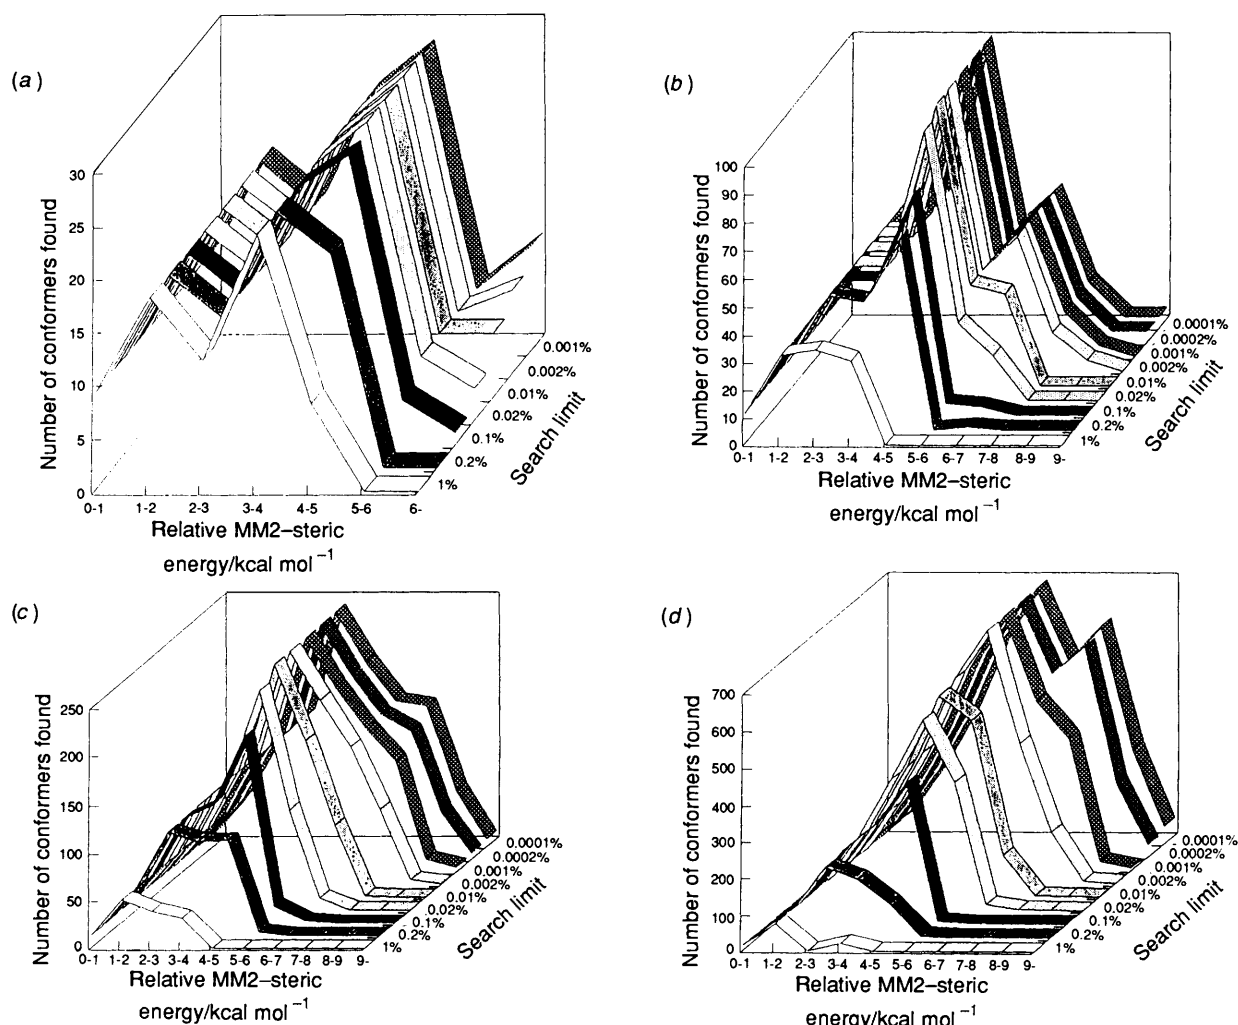 (a)
Number of conformers found
30
25
20
15
10
5
0
0-1 1-2 2-3 3-4 4-5 5-6 6-
Relative MM2–steric
energy/kcal mol −1
0.001%
0.002%
0.01%
0.02%
0.1%
0.2%
1%
Search limit
(b)
Number of conformers found
100
90
80
70
60
50
40
30
20
10
0
0-1 1-2 2-3 3-4 4-5 5-6 6-7 7-8 8-9 9-
Relative MM2–steric
energy/kcal mol −1
0.0001%
0.0002%
0.001%
0.002%
0.01%
0.02%
0.1%
0.2%
1%
Search limit
(c)
Number of conformers found
250
200
150
100
50
0
0-1 1-2 2-3 3-4 4-5 5-6 6-7 7-8 8-9 9-
Relative MM2–steric
energy/kcal mol −1
0.0001%
0.0002%
0.001%
0.002%
0.01%
0.02%
0.1%
0.2%
1%
Search limit
(d)
Number of conformers found
700
600
500
400
300
200
100
0
0-1 1-2 2-3 3-4 4-5 5-6 6-7 7-8 8-9 9-
Relative MM2–steric
energy/kcal mol −1
0.0001%
0.0002%
0.001%
0.002%
0.01%
0.02%
0.1%
0.2%
1%
Search limit